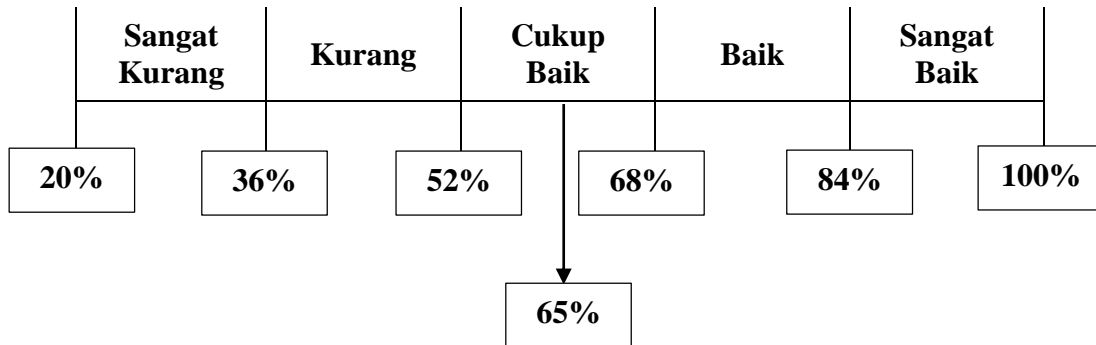 Sangat
Kurang
Kurang
Cukup
Baik
Baik
Sangat
Baik
20%
36%
52%
68%
84%
100%
65%